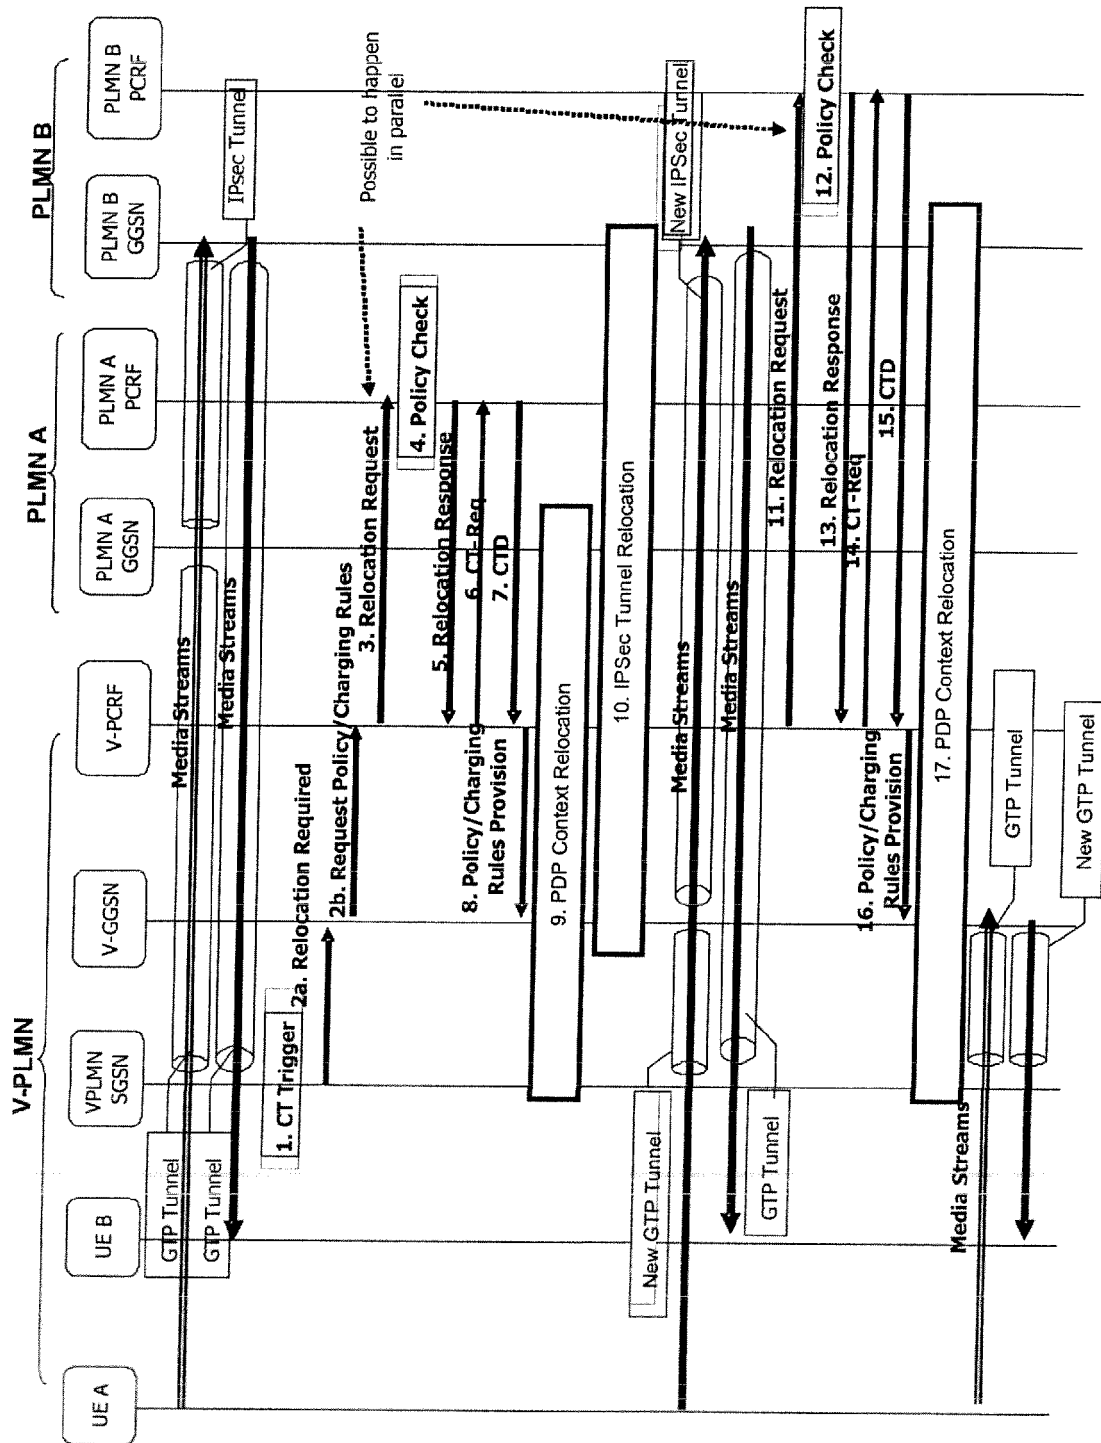 V-PLMN
PLMN A
PLMN B
UE A
UE B
VPLMN
SGSN
V-GGSN
V-PCRF
PLMN A
GGSN
PLMN A
PCRF
PLMN B
GGSN
PLMN B
PCRF
GTP Tunnel
GTP Tunnel
Media Streams
Media Streams
IPsec Tunnel
1. CT Trigger
2a. Relocation Required
2b. Request Policy/Charging Rules
3. Relocation Request
Possible to happen
in parallel
4. Policy Check
5. Relocation Response
6. CT-Req
7. CTD
8. Policy/Charging
Rules Provision
9. PDP Context Relocation
10. IPSec Tunnel Relocation
New GTP Tunnel
Media Streams
New IPSec Tunnel
Media Streams
GTP Tunnel
11. Relocation Request
12. Policy Check
13. Relocation Response
14. CT-Req
15. CTD
16. Policy/Charging
Rules Provision
17. PDP Context Relocation
Media Streams
GTP Tunnel
New GTP Tunnel